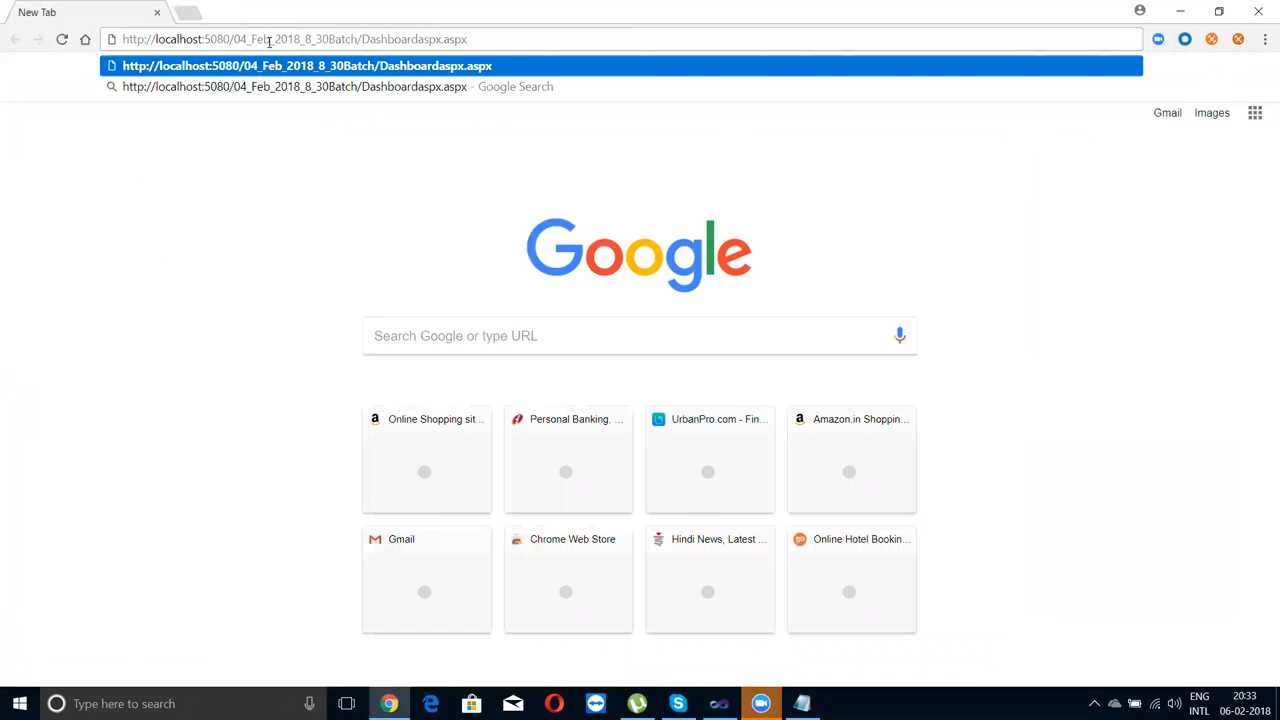 New Tab
http://localhost:5080/04_Feb_2018_8_30Batch/Dashboardaspx.aspx
http://localhost:5080/04_Feb_2018_8_30Batch/Dashboardaspx.aspx
http://localhost:5080/04_Feb_2018_8_30Batch/Dashboardaspx.aspx - Google Search
Gmail Images
Google
Search Google or type URL
Online Shopping sit...
Personal Banking, ...
UrbanPro.com - Fin...
Amazon.in Shoppin...
Gmail
Chrome Web Store
Hindi News, Latest ...
Online Hotel Bookin...
Type here to search
ENG
INTL
20:33
06-02-2018